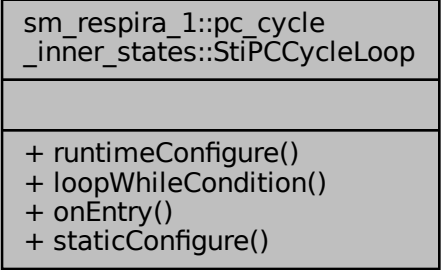 sm_respira_1::pc_cycle
_inner_states::StiPCCycleLoop
+ runtimeConfigure()
+ loopWhileCondition()
+ onEntry()
+ staticConfigure()